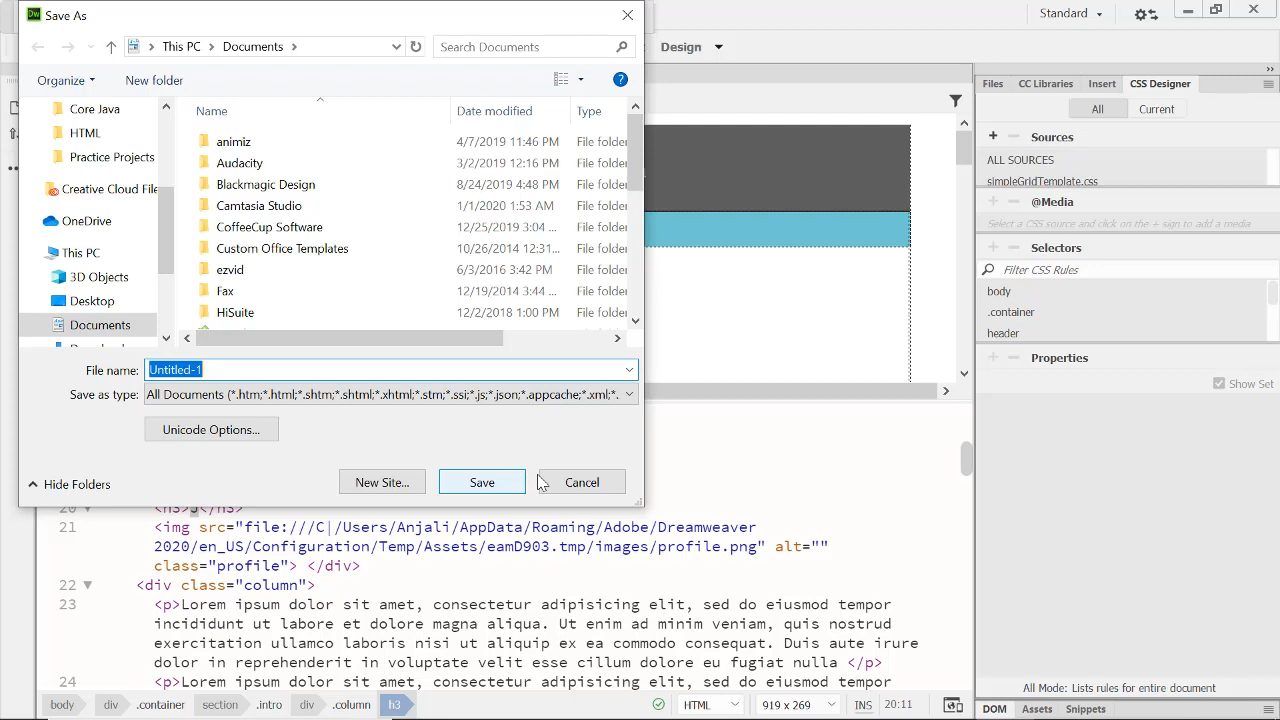 Dw Save As
Standard
This PC > Documents >
Search Documents
Design
Organize
New folder
Files
CC Libraries
Insert
CSS Designer
All
Current
Core Java
HTML
Practice Projects
Creative Cloud File
OneDrive
This PC
3D Objects
Desktop
Documents
Name
Date modified
Type
animiz 4/7/2019 11:46 PM File folder
Audacity 3/2/2019 12:16 PM File folder
Blackmagic Design 8/24/2019 4:48 PM File folder
Camtasia Studio 1/1/2020 1:53 AM File folder
CoffeeCup Software 12/25/2019 3:04 ... File folder
Custom Office Templates 10/26/2014 12:31... File folder
ezvid 6/3/2016 3:42 PM File folder
Fax 12/19/2014 3:44 ... File folder
HiSuite 12/2/2018 1:00 PM File folder
Sources
ALL SOURCES
simpleGridTemplate.css
@Media
Select a CSS source and click on the + sign to add a media
Selectors
Filter CSS Rules
body
.container
header
Properties
Show Set
File name: Untitled-1
Save as type: All Documents (*.htm;*.html;*.shtm;*.shtml;*.xhtml;*.stm;*.ssi;*.js;*.json;*.appcache;*.xml;*.
Unicode Options...
Hide Folders
New Site...
Save
Cancel
21 <img src="file:///C|/Users/Anjali/AppData/Roaming/Adobe/Dreamweaver
2020/en_US/Configuration/Temp/Assets/eamD903.tmp/images/profile.png" alt=""
class="profile"> </div>
22 <div class="column">
23 <p>Lorem ipsum dolor sit amet, consectetur adipisicing elit, sed do eiusmod tempor
incididunt ut labore et dolore magna aliqua. Ut enim ad minim veniam, quis nostrud
exercitation ullamco laboris nisi ut aliquip ex ea commodo consequat. Duis aute irure
dolor in reprehenderit in voluptate velit esse cillum dolore eu fugiat nulla </p>
24 <p>Lorem ipsum dolor sit amet, consectetur adipisicing elit, sed do eiusmod tempor
All Mode: Lists rules for entire document
body div .container section .intro div .column h3
HTML
919 x 269
INS
20:11
DOM
Assets
Snippets